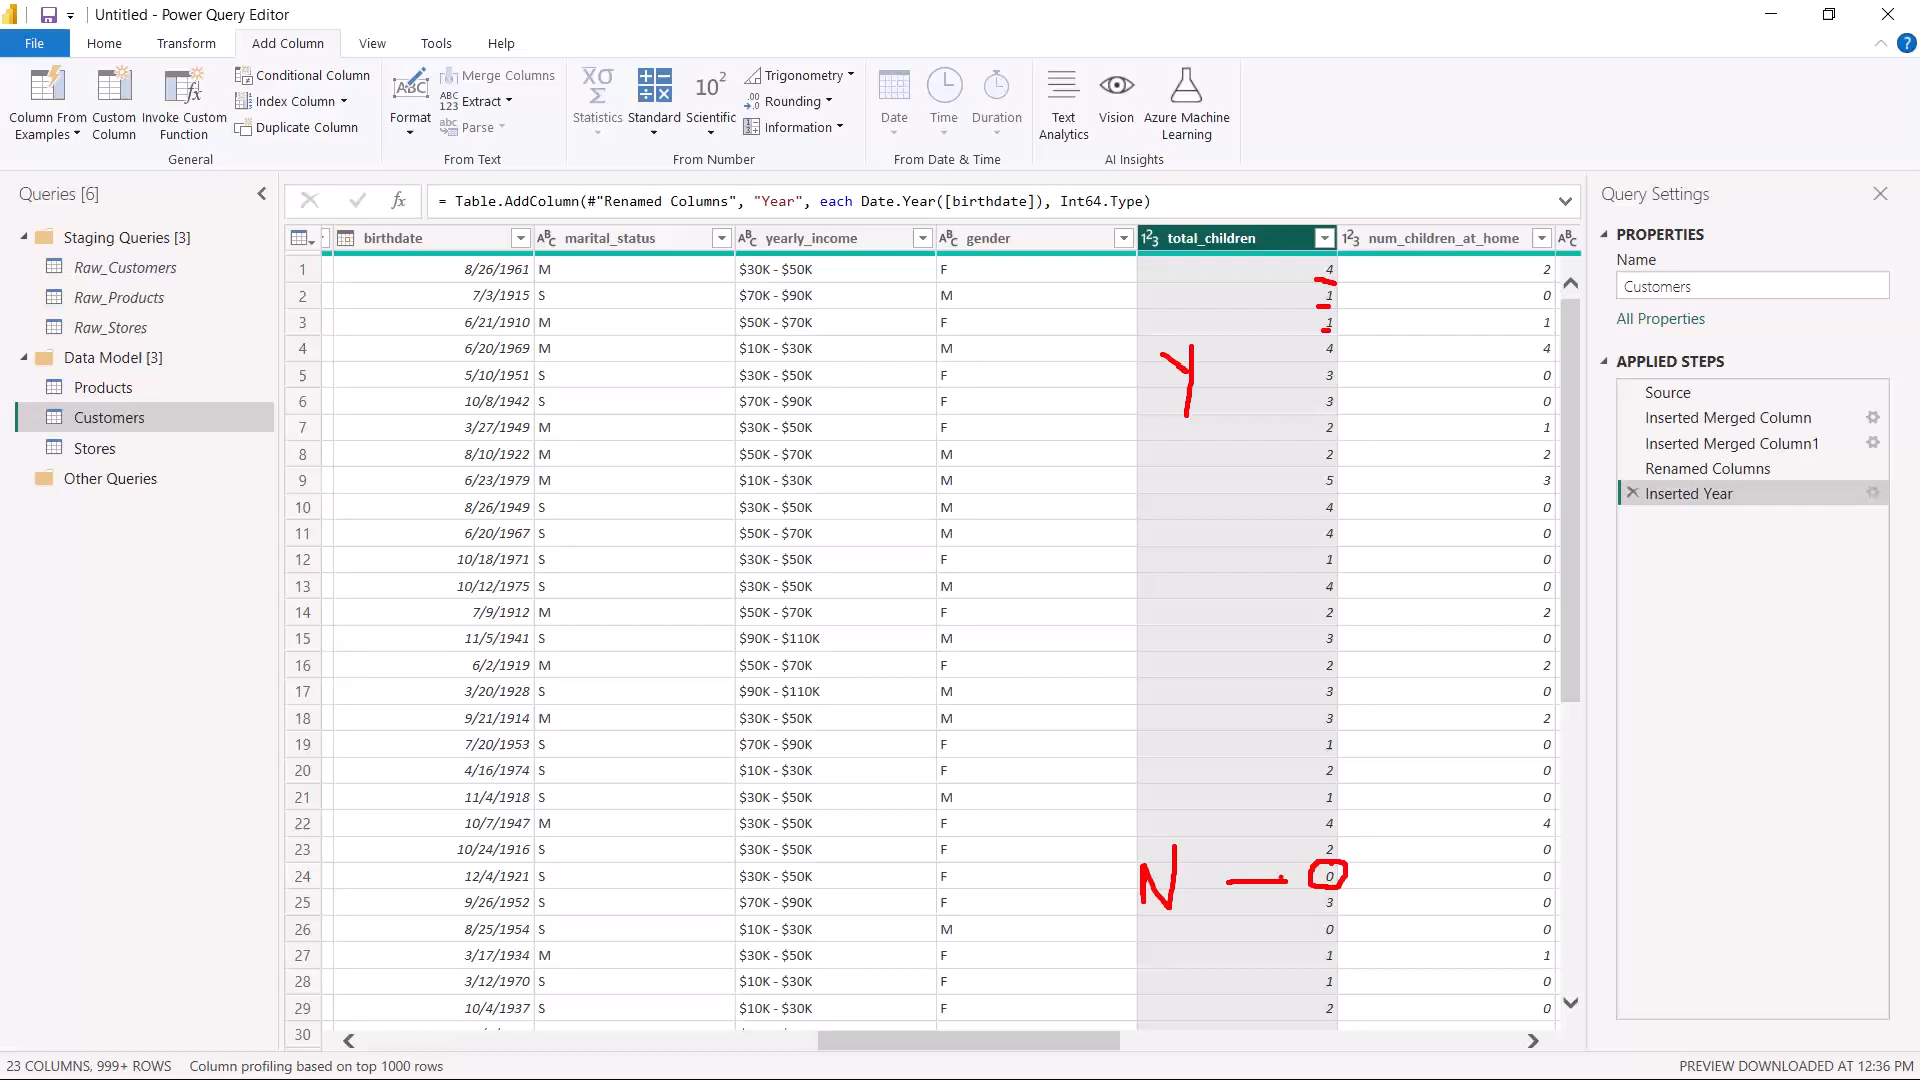 Untitled - Power Query Editor
File Home Transform Add Column View Tools Help ?
Column From Examples
Custom Column
Invoke Custom Function
Conditional Column
Index Column
Duplicate Column
General
Format
Merge Columns
Extract
Parse
From Text
Statistics
Standard
Scientific
Trigonometry
Rounding
Information
From Number
Date
Time
Duration
From Date & Time
Text Analytics
Vision
Azure Machine Learning
AI Insights
Queries [6]
Staging Queries [3]
Raw_Customers
Raw_Products
Raw_Stores
Data Model [3]
Products
Customers
Stores
Other Queries
fx = Table.AddColumn(#"Renamed Columns", "Year", each Date.Year([birthdate]), Int64.Type)
birthdate ABC marital_status ABC yearly_income ABC gender 123 total_children 123 num_children_at_home ABC
1 8/26/1961 M $30K - $50K F 4 2
2 7/3/1915 S $70K - $90K M 1 0
3 6/21/1910 M $50K - $70K F 1 1
4 6/20/1969 M $10K - $30K M 4 4
5 5/10/1951 S $30K - $50K F 3 0
6 10/8/1942 S $70K - $90K F 3 0
7 3/27/1949 M $30K - $50K F 2 1
8 8/10/1922 M $50K - $70K M 2 2
9 6/23/1979 M $10K - $30K M 5 3
10 8/26/1949 S $30K - $50K M 4 0
11 6/20/1967 S $50K - $70K M 4 0
12 10/18/1971 S $30K - $50K F 1 0
13 10/12/1975 S $30K - $50K M 4 0
14 7/9/1912 M $50K - $70K F 2 2
15 11/5/1941 S $90K - $110K M 3 0
16 6/2/1919 M $50K - $70K F 2 2
17 3/20/1928 S $90K - $110K M 3 0
18 9/21/1914 M $30K - $50K M 3 2
19 7/20/1953 S $70K - $90K F 1 0
20 4/16/1974 S $10K - $30K F 2 0
21 11/4/1918 S $30K - $50K M 1 0
22 10/7/1947 M $30K - $50K F 4 4
23 10/24/1916 S $30K - $50K F 2 0
24 12/4/1921 S $30K - $50K F 0 0
25 9/26/1952 S $70K - $90K F 3 0
26 8/25/1954 S $10K - $30K M 0 0
27 3/17/1934 M $30K - $50K F 1 1
28 3/12/1970 S $10K - $30K F 1 0
29 10/4/1937 S $10K - $30K F 2 0
30
Y
N —
Query Settings
PROPERTIES
Name
Customers
All Properties
APPLIED STEPS
Source
Inserted Merged Column
Inserted Merged Column1
Renamed Columns
Inserted Year
23 COLUMNS, 999+ ROWS Column profiling based on top 1000 rows PREVIEW DOWNLOADED AT 12:36 PM